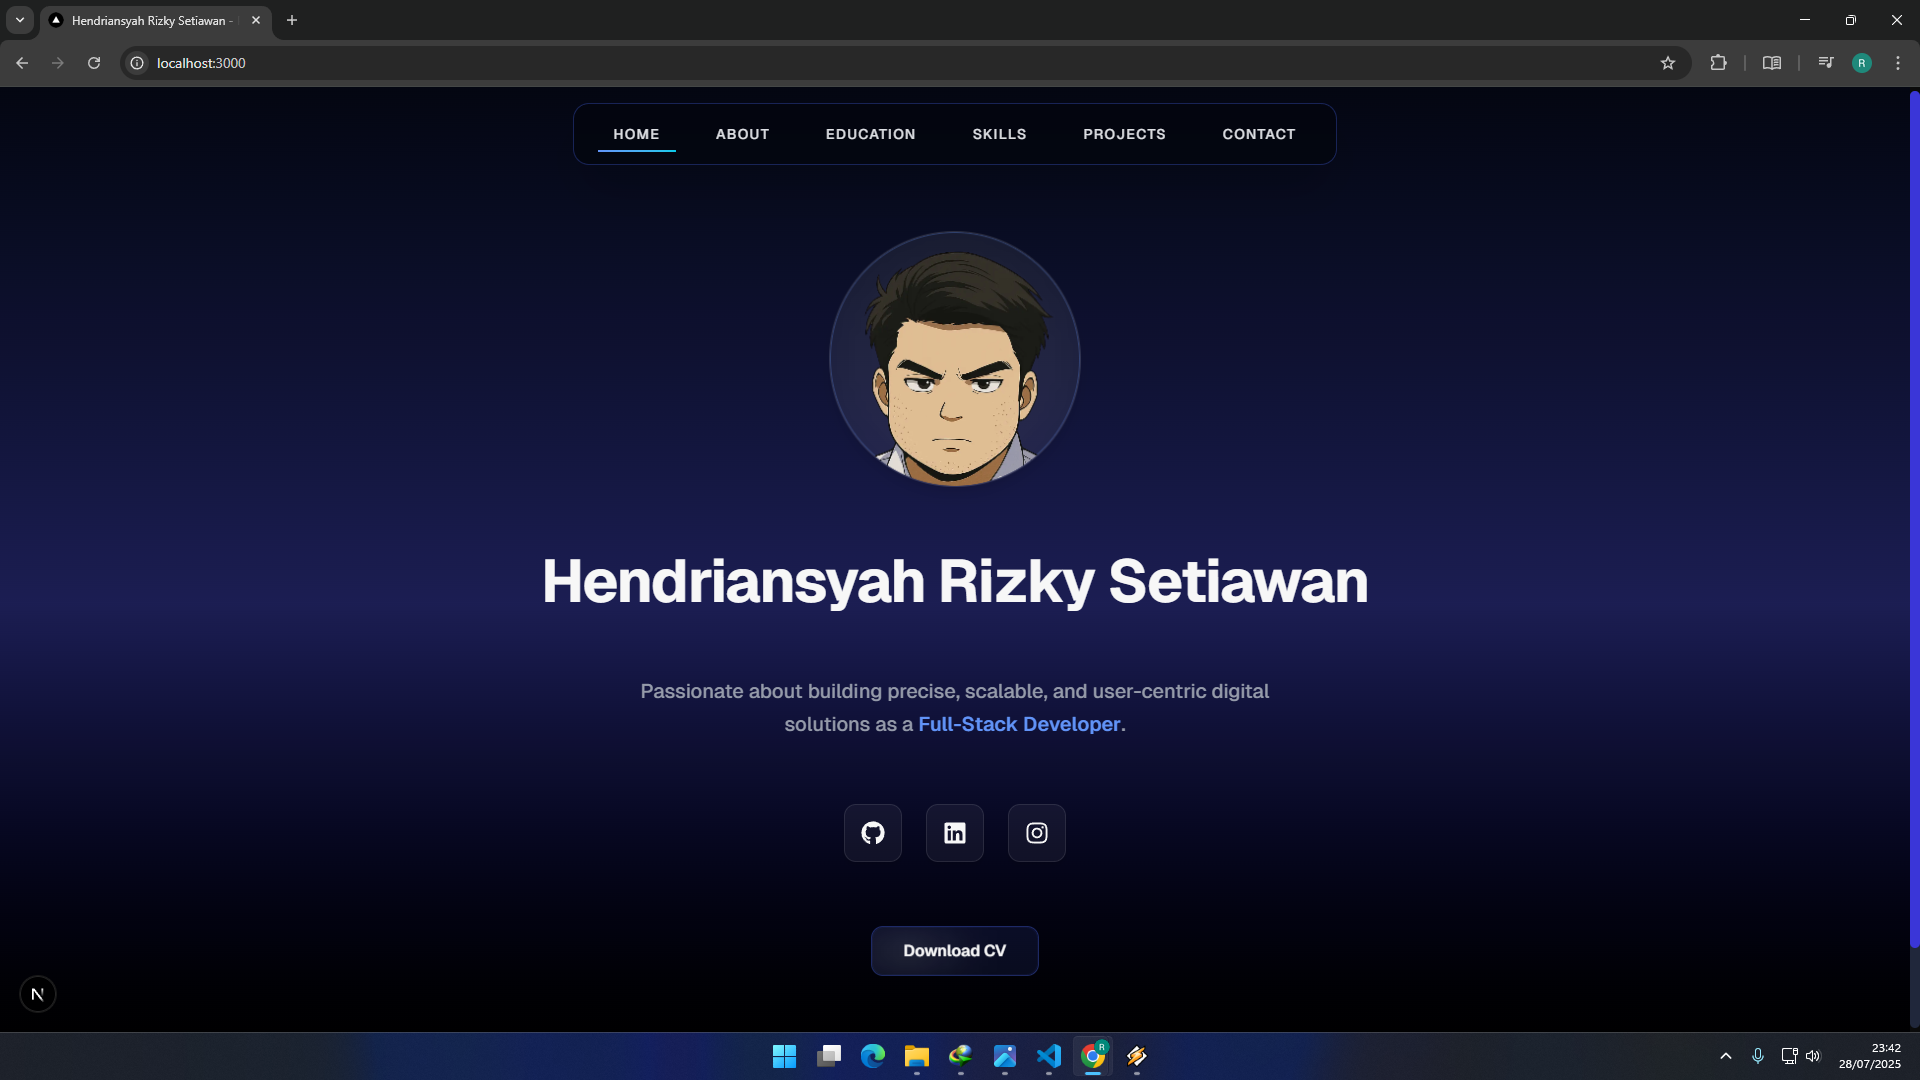 Hendriansyah Rizky Setiawan -
localhost:3000
R
HOME ABOUT EDUCATION SKILLS PROJECTS CONTACT
Hendriansyah Rizky Setiawan
Passionate about building precise, scalable, and user-centric digital
solutions as a Full-Stack Developer.
in
Download CV
N
R
23:42
28/07/2025